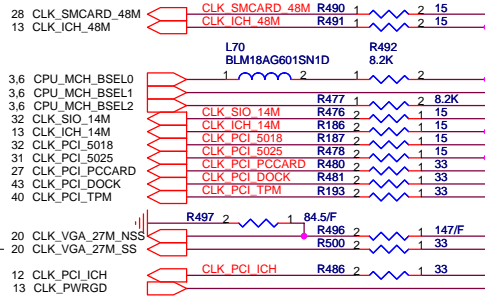 28 CLK_SMCARD_48M CLK_SMCARD_48M R490 1 2 15
13 CLK_ICH_48M CLK_ICH_48M R491 1 2 15
L70 R492
BLM18AG601SN1D 8.2K
3,6 CPU_MCH_BSEL0 1 2 1 2
3,6 CPU_MCH_BSEL1
3,6 CPU_MCH_BSEL2 R477 1 2 8.2K
32 CLK_SIO_14M CLK_SIO_14M R476 2 1 15
13 CLK_ICH_14M CLK_ICH_14M R186 2 1 15
32 CLK_PCI_5018 CLK_PCI_5018 R187 2 1 15
31 CLK_PCI_5025 CLK_PCI_5025 R478 2 1 15
27 CLK_PCI_PCCARD CLK_PCI_PCCARD R480 2 1 33
43 CLK_PCI_DOCK CLK_PCI_DOCK R481 2 1 33
40 CLK_PCI_TPM CLK_PCI_TPM R193 2 1 33
R497 2 1 84.5/F
20 CLK_VGA_27M_NSS R496 2 1 147/F
20 CLK_VGA_27M_SS R500 2 1 33
12 CLK_PCI_ICH CLK_PCI_ICH R486 2 1 33
13 CLK_PWRGD